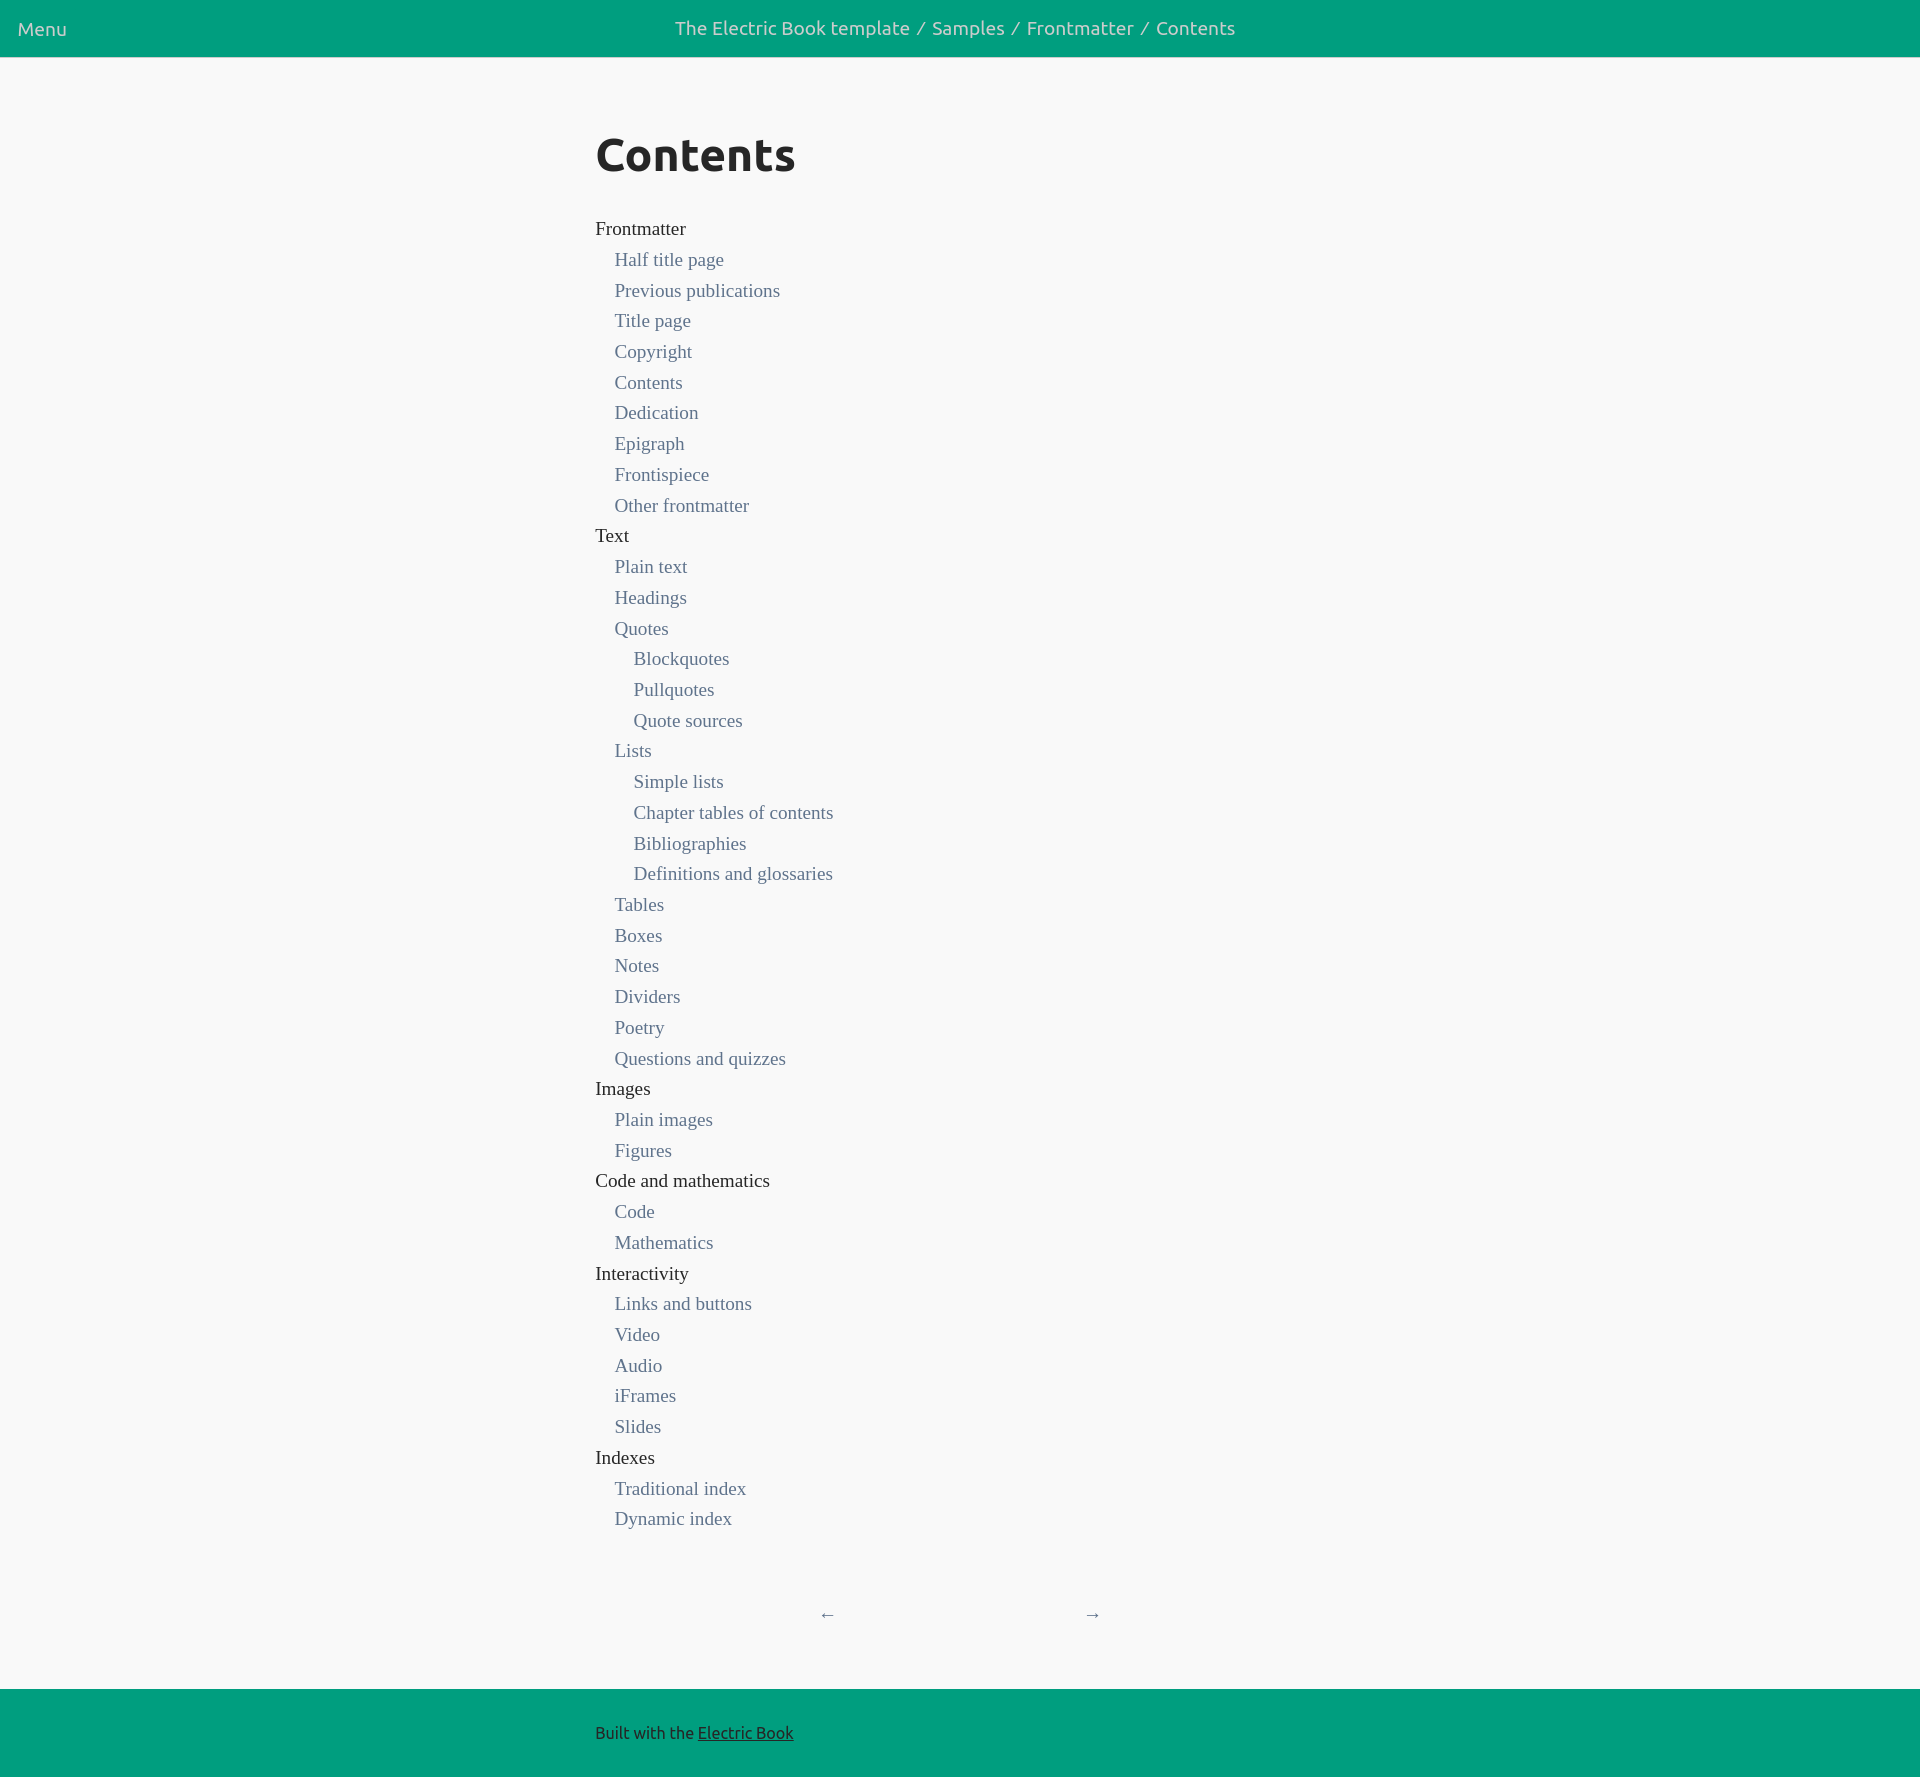 Menu
The Electric Book template / Samples / Frontmatter / Contents
Contents
Frontmatter
Half title page
Previous publications
Title page
Copyright
Contents
Dedication
Epigraph
Frontispiece
Other frontmatter
Text
Plain text
Headings
Quotes
Blockquotes
Pullquotes
Quote sources
Lists
Simple lists
Chapter tables of contents
Bibliographies
Definitions and glossaries
Tables
Boxes
Notes
Dividers
Poetry
Questions and quizzes
Images
Plain images
Figures
Code and mathematics
Code
Mathematics
Interactivity
Links and buttons
Video
Audio
iFrames
Slides
Indexes
Traditional index
Dynamic index
← →
Built with the Electric Book